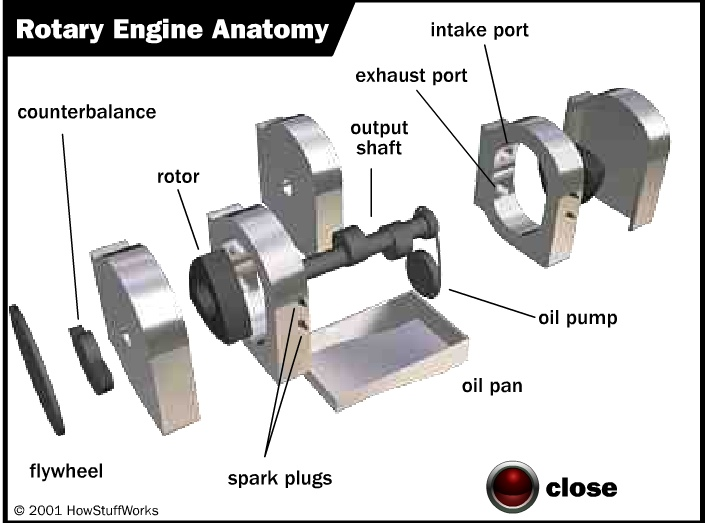 Rotary Engine Anatomy
intake port
exhaust port
counterbalance
output
shaft
rotor
oil pump
oil pan
flywheel
spark plugs
close
© 2001 HowStuffWorks